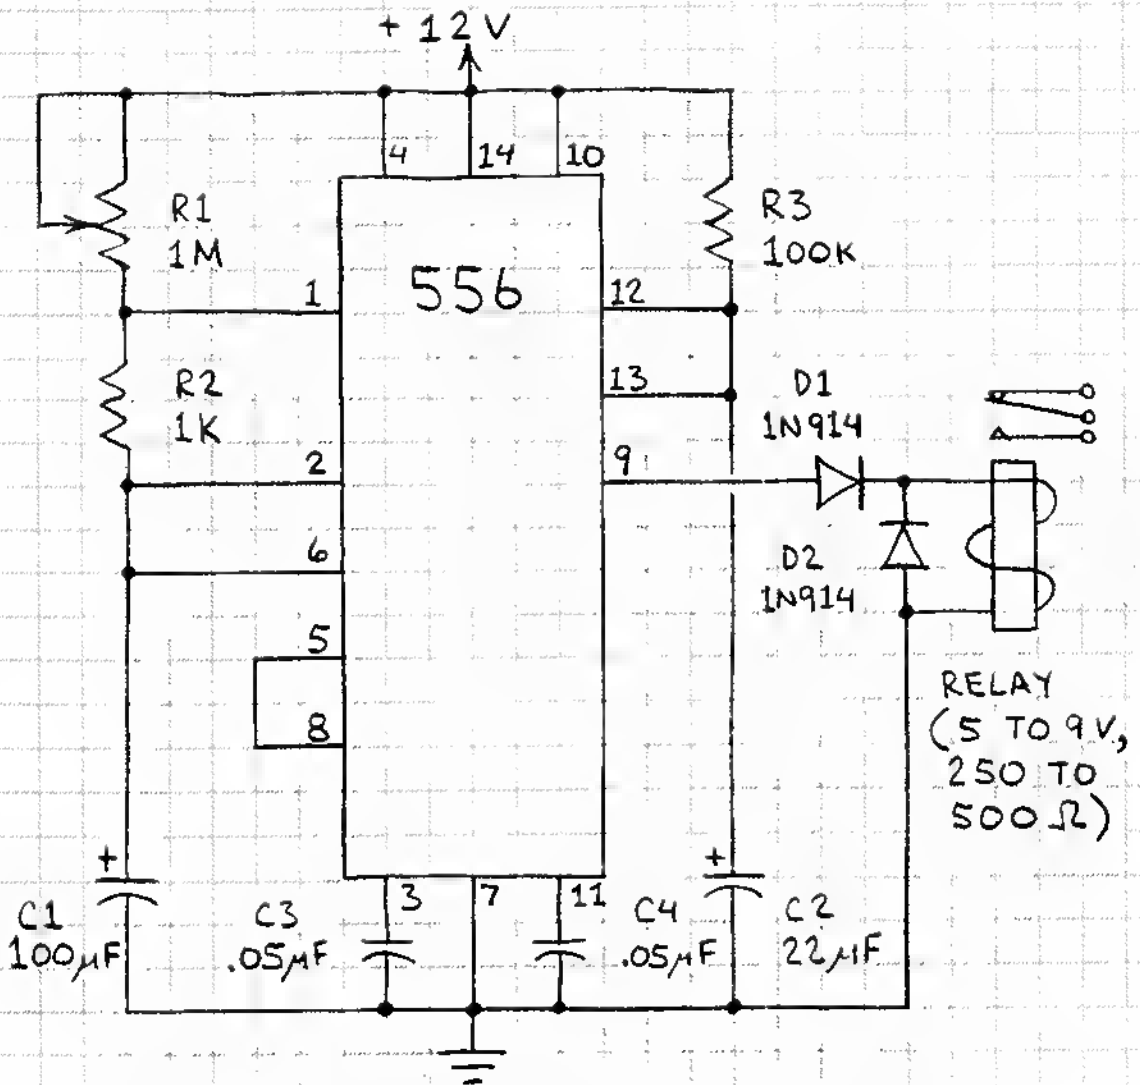 + 12V
4
14
10
R1
1M
R3
100K
1
556
12
R2
1K
13
D1
1N914
2
9
6
D2
1N914
5
8
RELAY
(5 TO 9V,
250 TO
500 Ω)
+
+
3
7
11
C1
100μF
C3
.05μF
C4
.05μF
C2
22μF